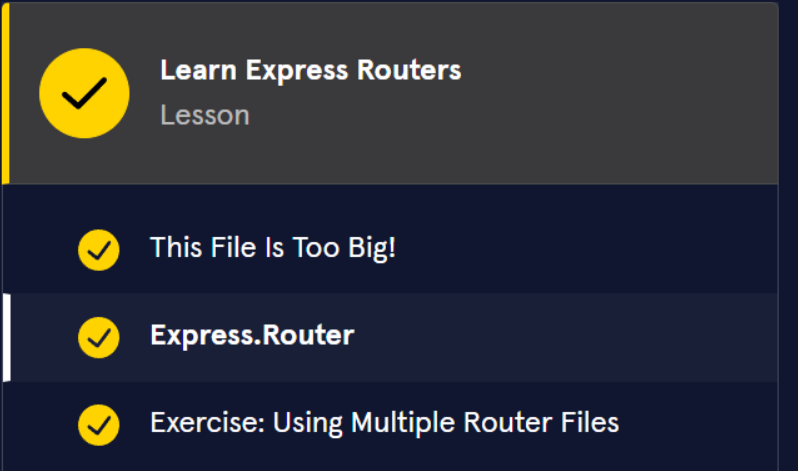 Learn Express Routers
Lesson
This File Is Too Big!
Express.Router
Exercise: Using Multiple Router Files